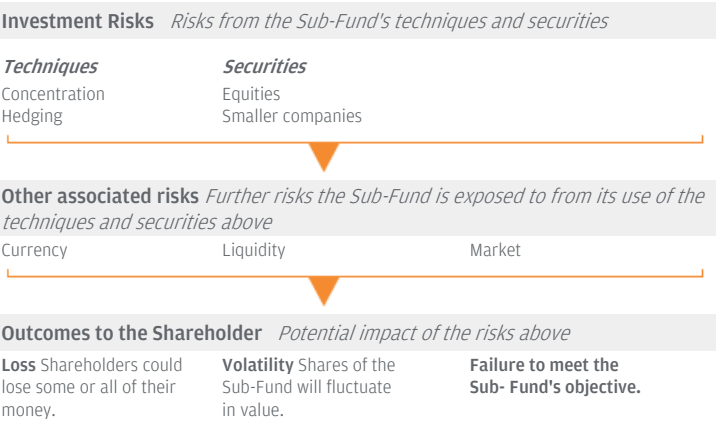 Investment Risks Risks from the Sub-Fund's techniques and securities
Techniques Securities
Concentration Equities
Hedging Smaller companies
Other associated risks Further risks the Sub-Fund is exposed to from its use of the
techniques and securities above
Currency Liquidity Market
Outcomes to the Shareholder Potential impact of the risks above
Loss Shareholders could
lose some or all of their
money.
Volatility Shares of the
Sub-Fund will fluctuate
in value.
Failure to meet the
Sub- Fund's objective.